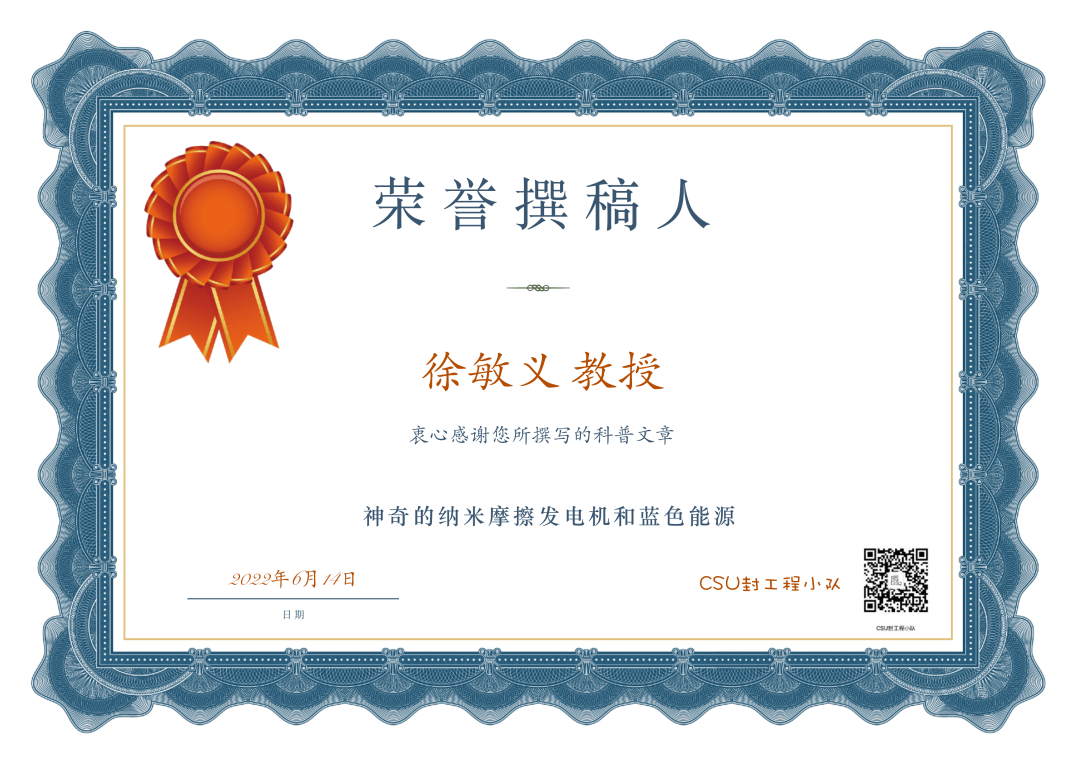 荣誉撰稿人
徐敏义 教授
衷心感谢您所撰写的科普文章
神奇的纳米摩擦发电机和蓝色能源
2022年6月14日
日期
CSU封工程小队
CSU封工程小队